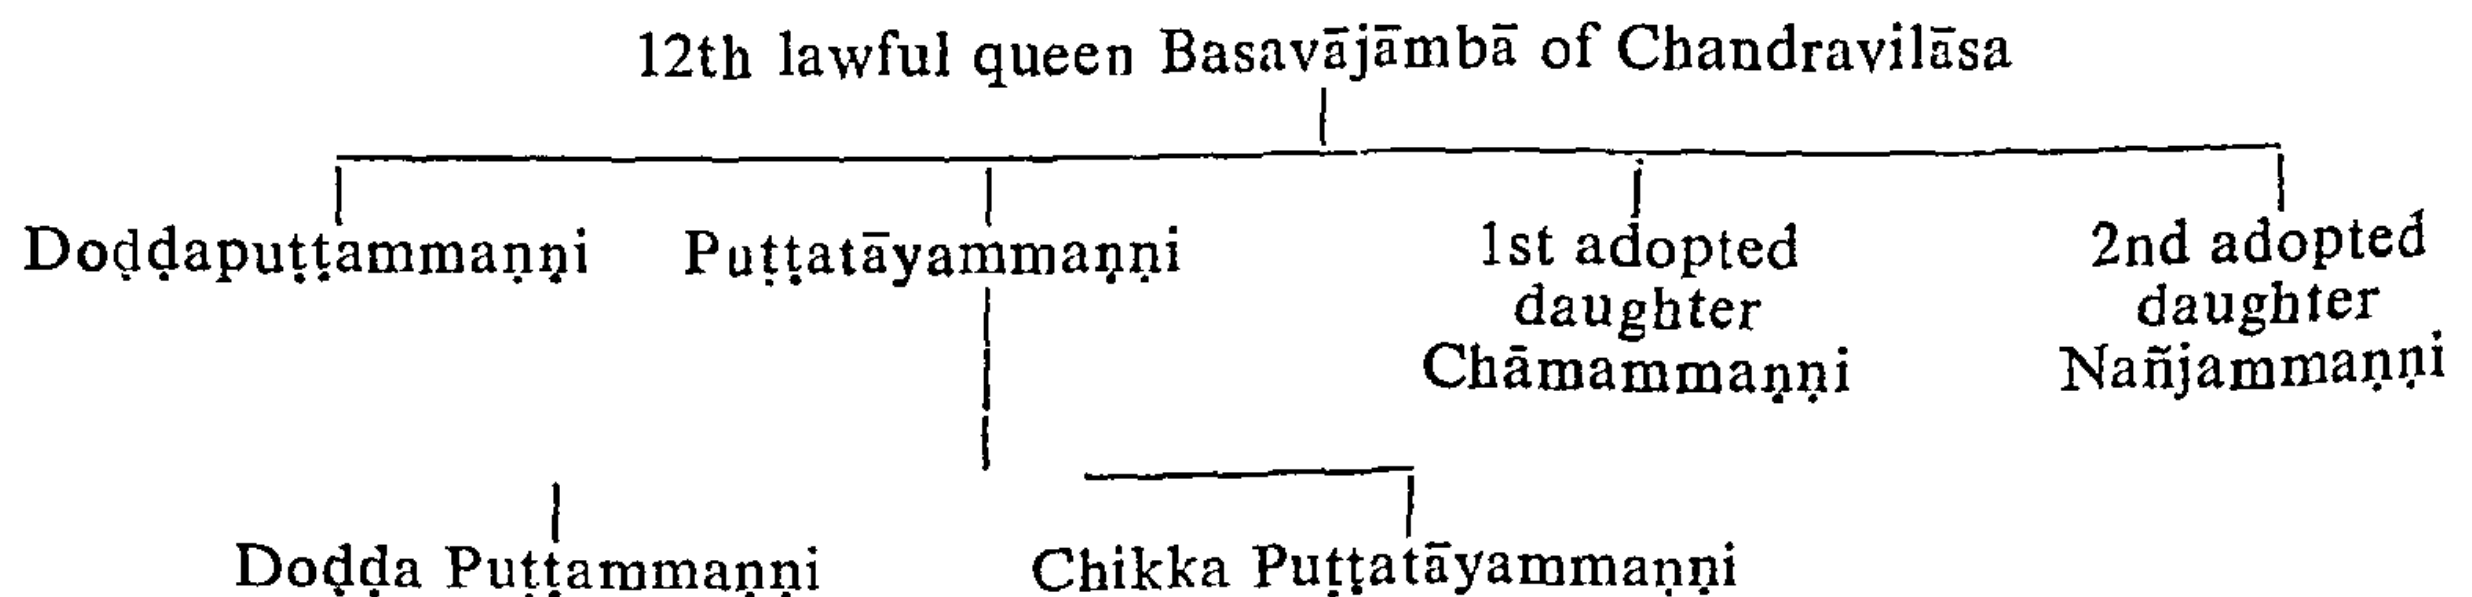 12th lawful queen Basavājāmbā of Chandravilāsa
Doḍḍapuṭṭammaṇṇi Puṭṭatāyammaṇṇi 1st adopted 2nd adopted
daughter daughter
Chāmammaṇṇi Nañjammaṇṇi
Doḍḍa Puṭṭammaṇṇi Chikka Puṭṭatāyammaṇṇi